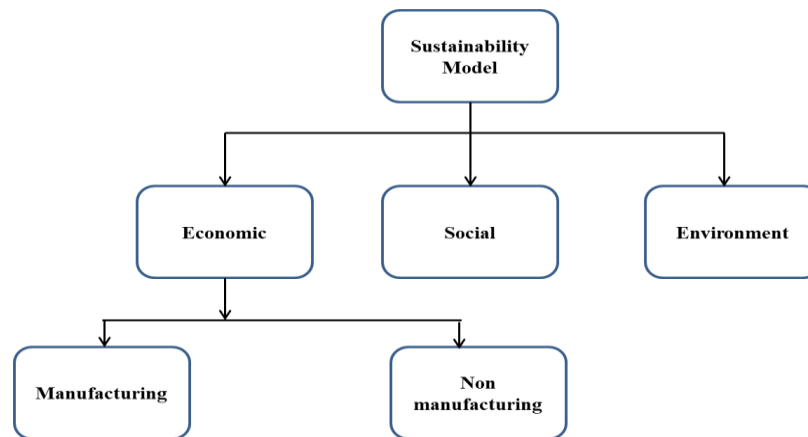 Sustainability
Model
Economic
Social
Environment
Manufacturing
Non
manufacturing